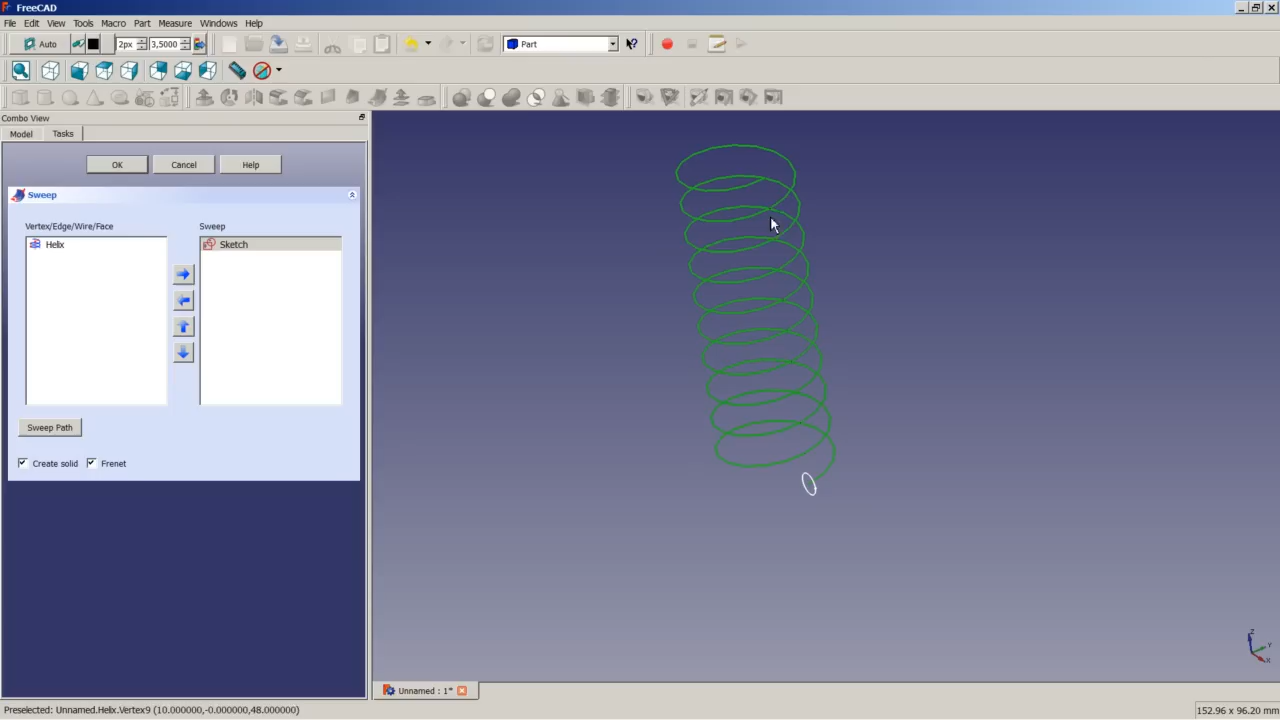 FreeCAD
File Edit View Tools Macro Part Measure Windows Help
Auto 2px 3,5000 Part
Combo View
Model Tasks
OK Cancel Help
Sweep
Vertex/Edge/Wire/Face Sweep
Helix Sketch
Sweep Path
Create solid Frenet
Z
Y
X
Unnamed : 1*
Preselected: Unnamed.Helix.Vertex9 (10.000000,-0.000000,48.000000) 152.96 x 96.20 mm